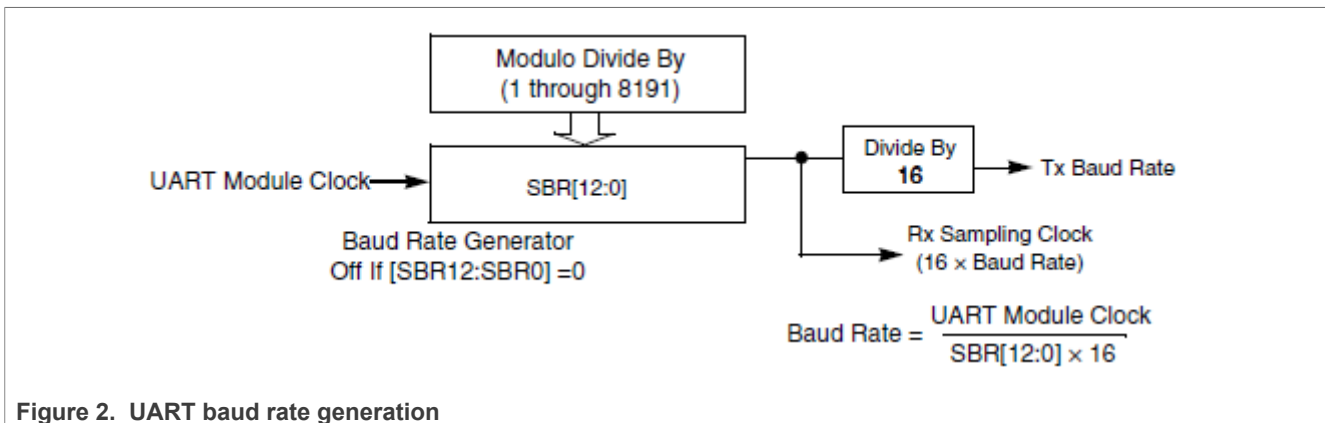 Modulo Divide By
(1 through 8191)
UART Module Clock
SBR[12:0]
Divide By
16
Tx Baud Rate
Baud Rate Generator
Off If [SBR12:SBR0] =0
Rx Sampling Clock
(16 × Baud Rate)
Baud Rate = UART Module Clock
SBR[12:0] × 16
Figure 2. UART baud rate generation